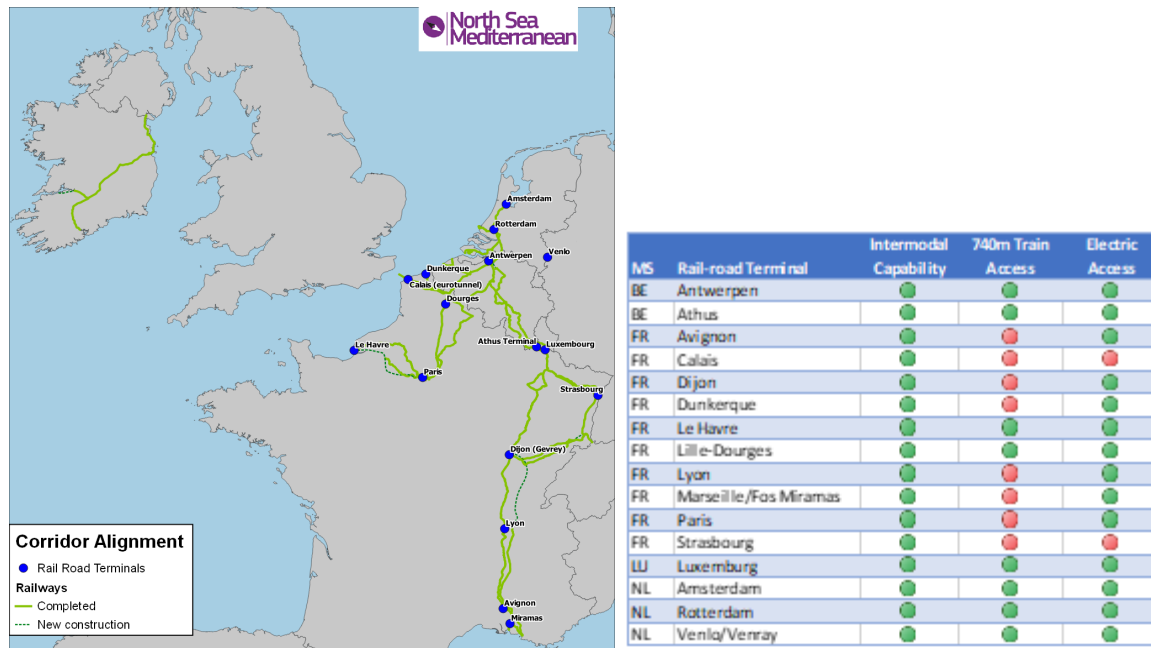 North Sea
Mediterranean
Amsterdam
Rotterdam
Venlo
Antwerpen
Dunkerque
Calais (eurotunnel)
Dourges
Athus Terminal
Luxembourg
Le Havre
Paris
Strasbourg
Dijon (Gevrey)
Lyon
Avignon
Miramas
Corridor Alignment
Rail Road Terminals
Railways
Completed
New construction
Intermodal 740m Train Electric
MS Rail-road Terminal Capability Access Access
BE Antwerpen
BE Athus
FR Avignon
FR Calais
FR Dijon
FR Dunkerque
FR Le Havre
FR Lille-Dourges
FR Lyon
FR Marseille/Fos Miramas
FR Paris
FR Strasbourg
LU Luxemburg
NL Amsterdam
NL Rotterdam
NL Venlo/Venray